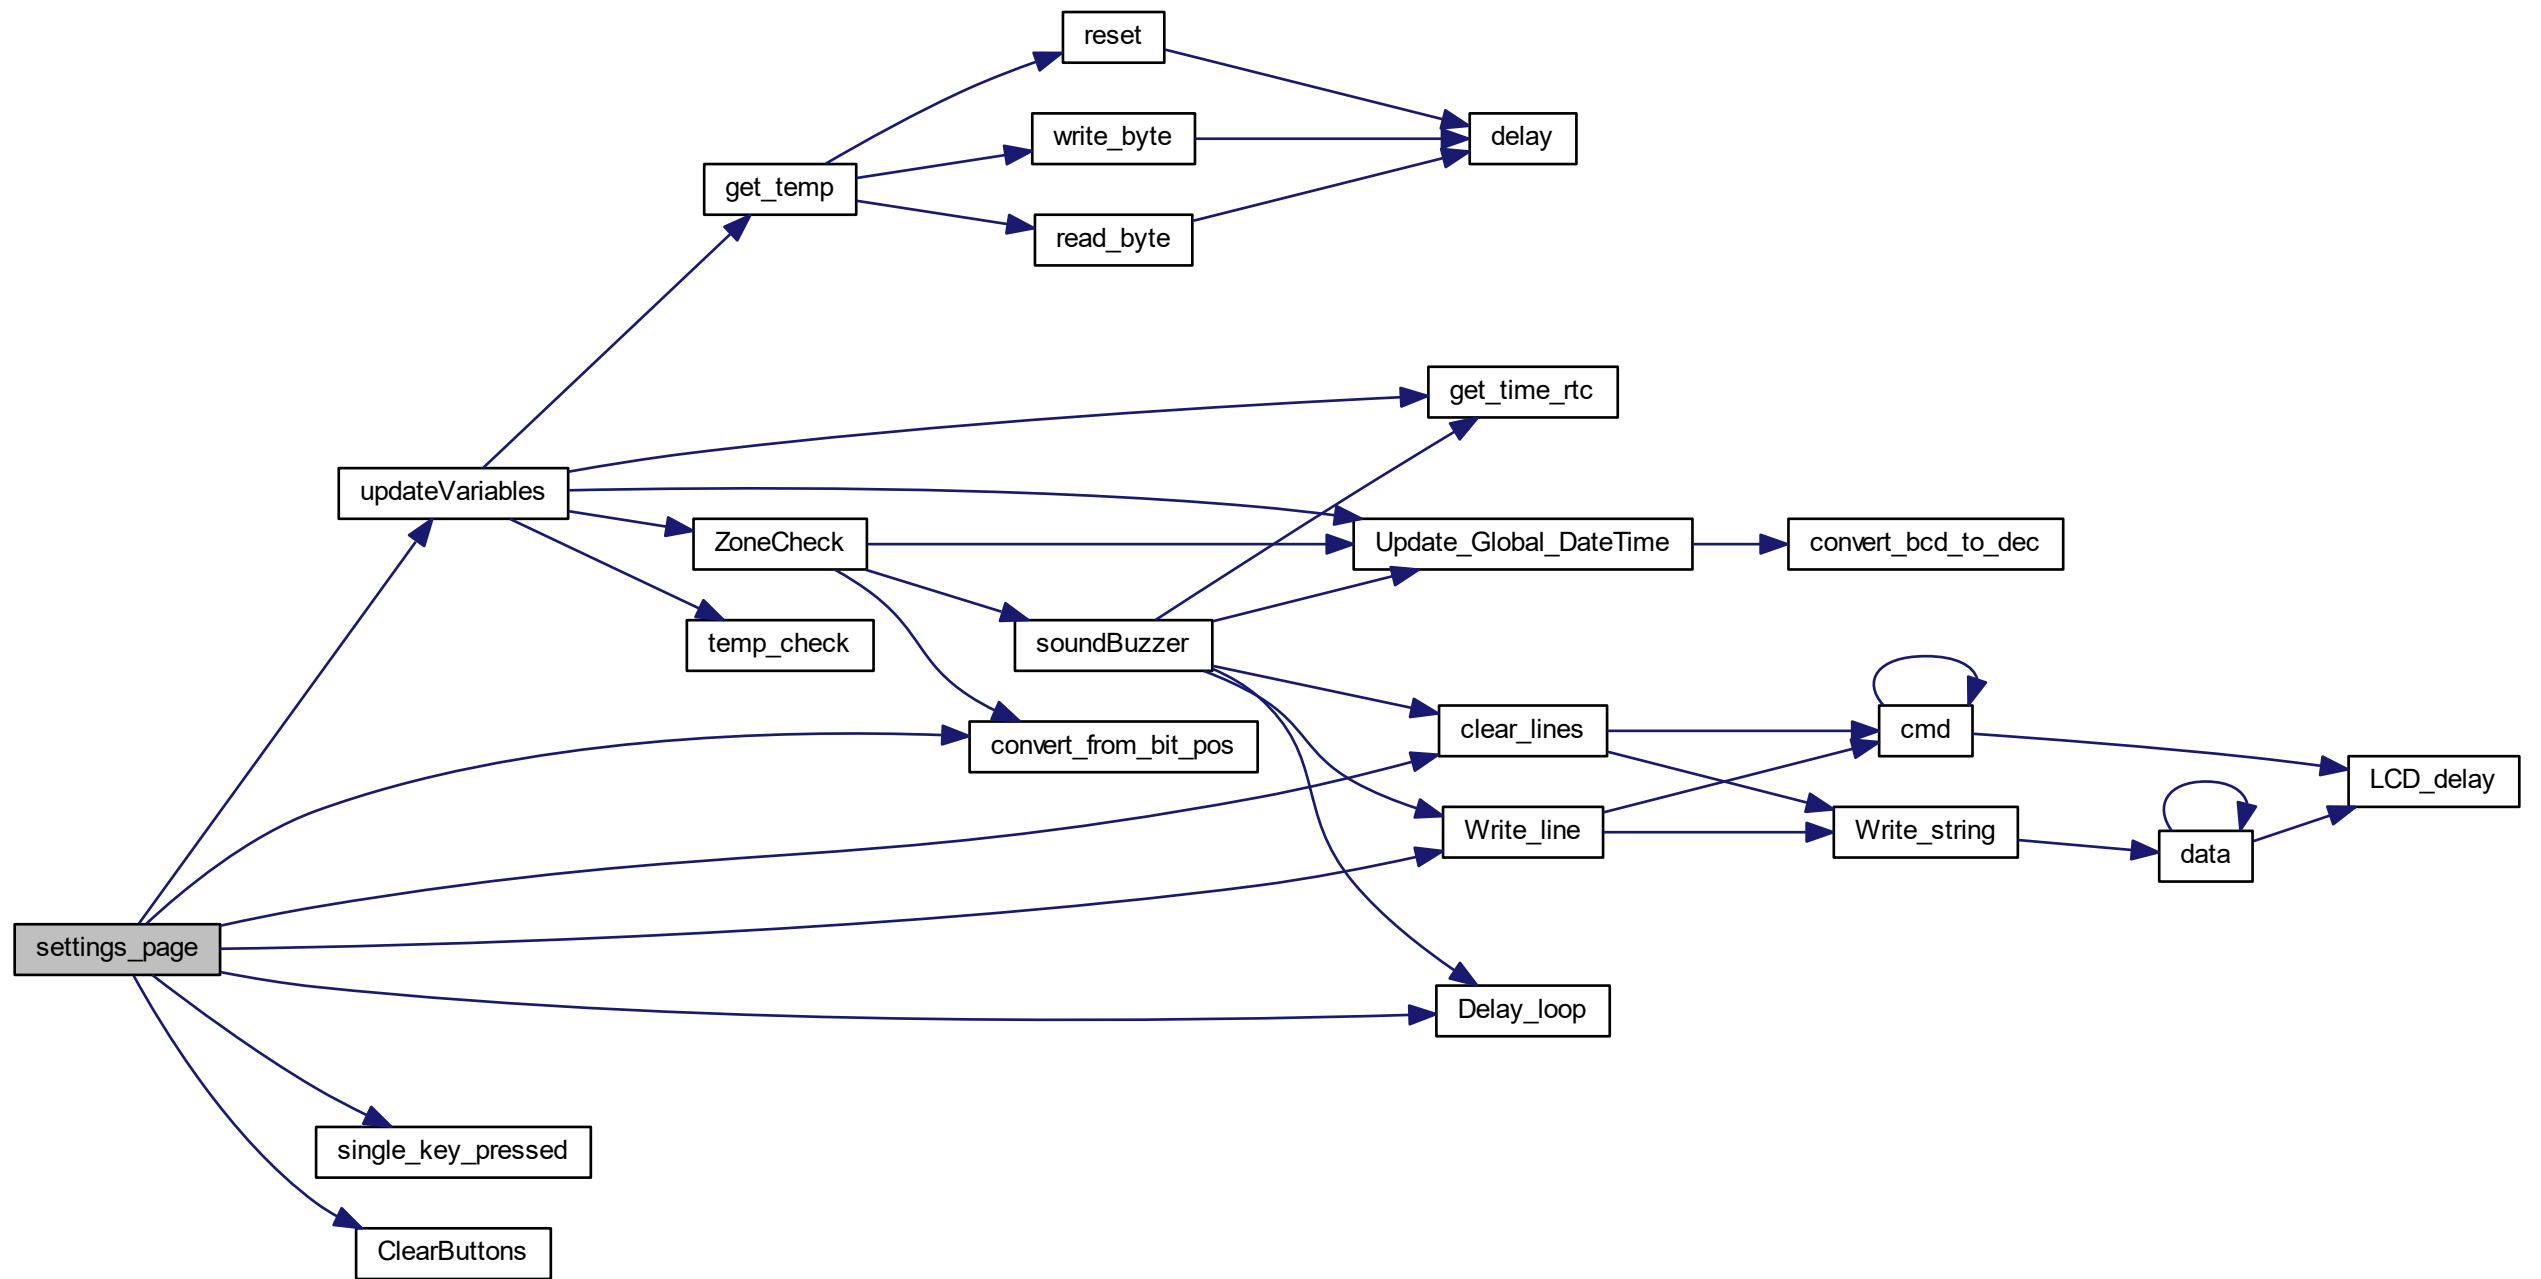 reset
write_byte
delay
get_temp
read_byte
get_time_rtc
updateVariables
ZoneCheck
Update_Global_DateTime
convert_bcd_to_dec
temp_check
soundBuzzer
convert_from_bit_pos
clear_lines
cmd
LCD_delay
Write_line
Write_string
data
settings_page
Delay_loop
single_key_pressed
ClearButtons